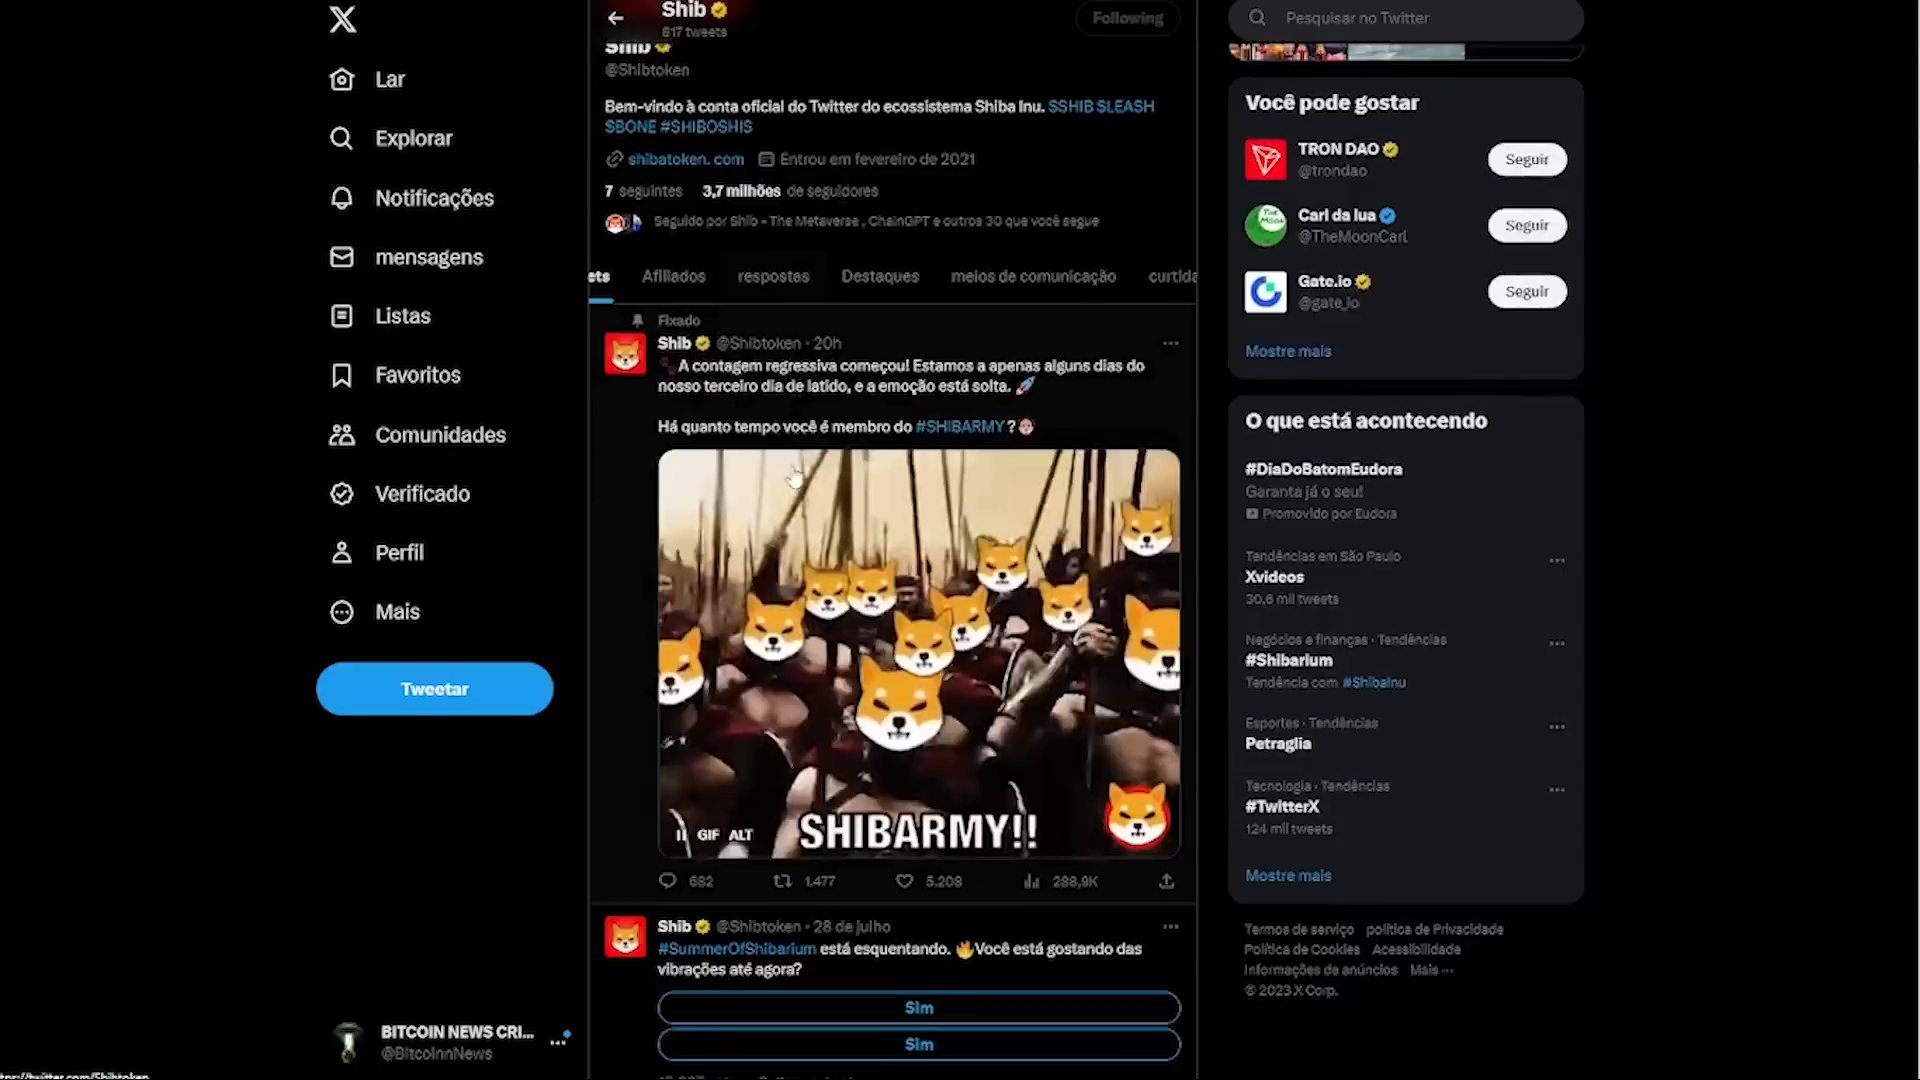 Lar
Explorar
Notificações
mensagens
Listas
Favoritos
Comunidades
Verificado
Perfil
Mais
Tweetar
BITCOIN NEWS CRI...
@BitcoinnNews
Shib
817 tweets
Following
Shib
@Shibtoken
Bem-vindo à conta oficial do Twitter do ecossistema Shiba Inu. $SHIB $LEASH
$BONE #SHIBOSHIS
shibatoken. com Entrou em fevereiro de 2021
7 seguintes 3,7 milhões de seguidores
Seguido por Shib - The Metaverse , ChainGPT e outros 30 que você segue
ets Afiliados respostas Destaques meios de comunicação curtida
Fixado
Shib @Shibtoken · 20h
A contagem regressiva começou! Estamos a apenas alguns dias do
nosso terceiro dia de latido, e a emoção está solta. 🚀
Há quanto tempo você é membro do #SHIBARMY ?
GIF ALT SHIBARMY!!
682 1.477 5.208 288,9K
Shib @Shibtoken · 28 de julho
#SummerOfShibarium está esquentando. 🔥Você está gostando das
vibrações até agora?
Sim
Sim
Pesquisar no Twitter
Você pode gostar
TRON DAO
@trondao
Seguir
Carl da lua
@TheMoonCarl
Seguir
Gate.io
@gate_io
Seguir
Mostre mais
O que está acontecendo
#DiaDoBatomEudora
Garanta já o seu!
Promovido por Eudora
Tendências em São Paulo
Xvideos
30,6 mil tweets
Negócios e finanças · Tendências
#Shibarium
Tendência com #ShibaInu
Esportes · Tendências
Petraglia
Tecnologia · Tendências
#TwitterX
124 mil tweets
Mostre mais
Termos de serviço política de Privacidade
Política de Cookies Acessibilidade
Informações de anúncios Mais ···
© 2023 X Corp.